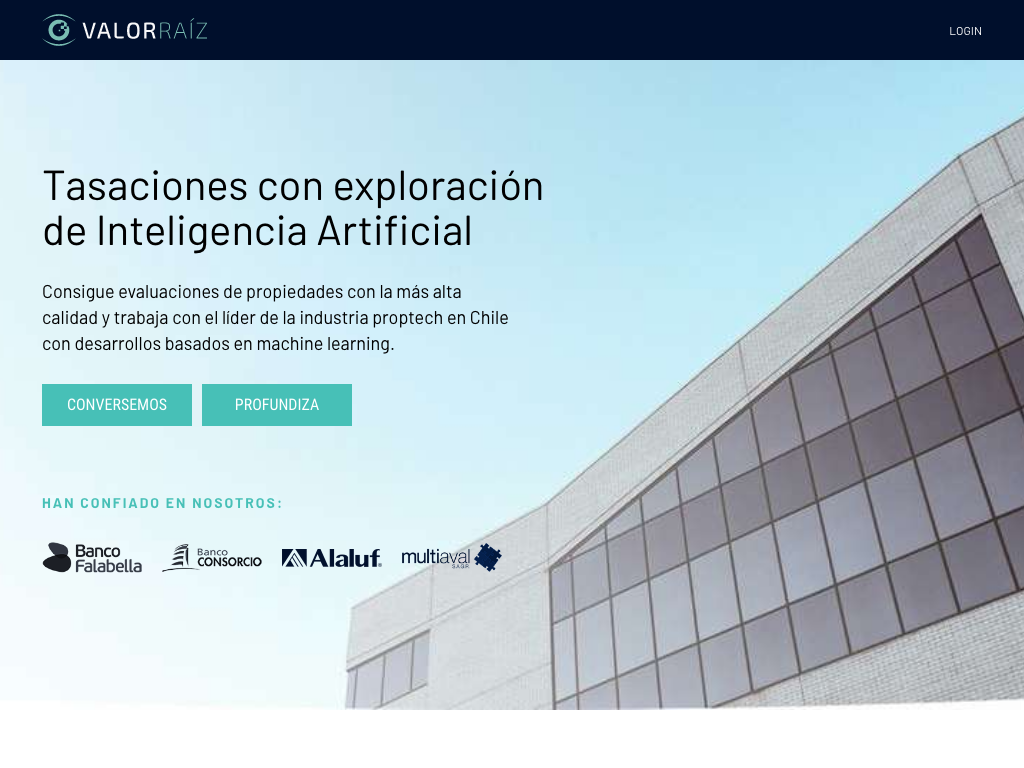 VALORRAÍZ
LOGIN
Tasaciones con exploración
de Inteligencia Artificial
Consigue evaluaciones de propiedades con la más alta
calidad y trabaja con el líder de la industria proptech en Chile
con desarrollos basados en machine learning.
CONVERSEMOS
PROFUNDIZA
HAN CONFIADO EN NOSOTROS:
Banco
Falabella
Banco
CONSORCIO
Alaluf
multiaval
S.A.G.R.